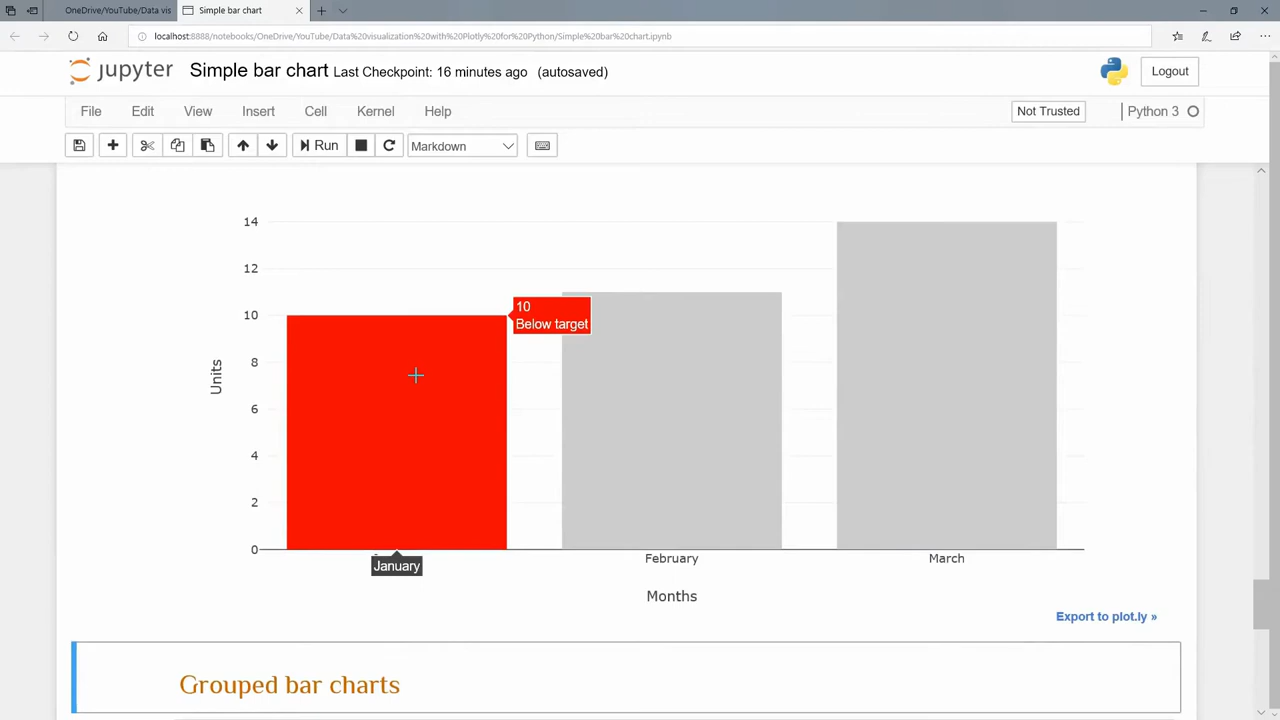 OneDrive/YouTube/Data vis
Simple bar chart
localhost:8888/notebooks/OneDrive/YouTube/Data%20visualization%20with%20Plotly%20for%20Python/Simple%20bar%20chart.ipynb
jupyter Simple bar chart Last Checkpoint: 16 minutes ago (autosaved)
Logout
File Edit View Insert Cell Kernel Help
Not Trusted
Python 3
Run
Markdown
14
12
10
8
6
4
2
0
Units
10
Below target
January
February
March
Months
Export to plot.ly »
Grouped bar charts